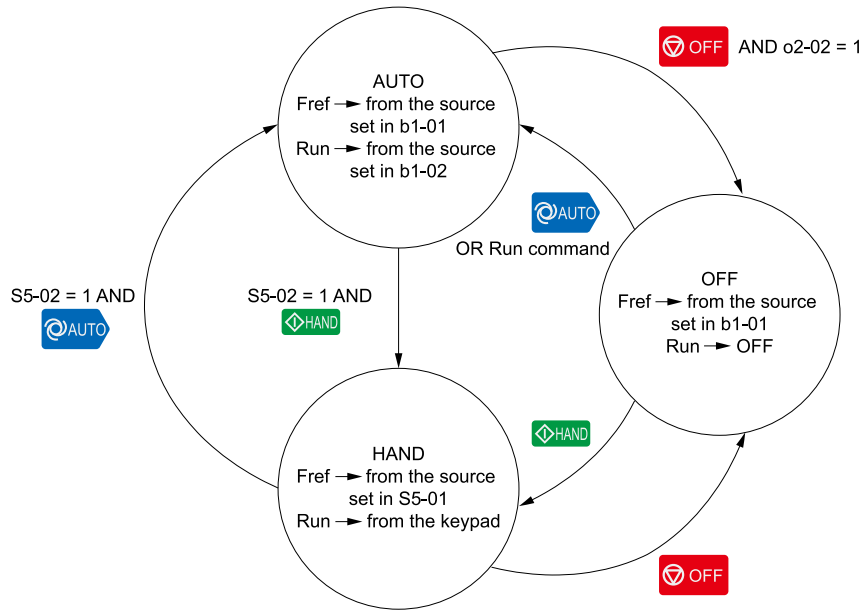 OFF AND o2-02 = 1
AUTO
Fref → from the source
set in b1-01
Run → from the source
set in b1-02
AUTO
OR Run command
OFF
Fref → from the source
set in b1-01
Run → OFF
S5-02 = 1 AND
AUTO
S5-02 = 1 AND
HAND
HAND
HAND
Fref → from the source
set in S5-01
Run → from the keypad
OFF